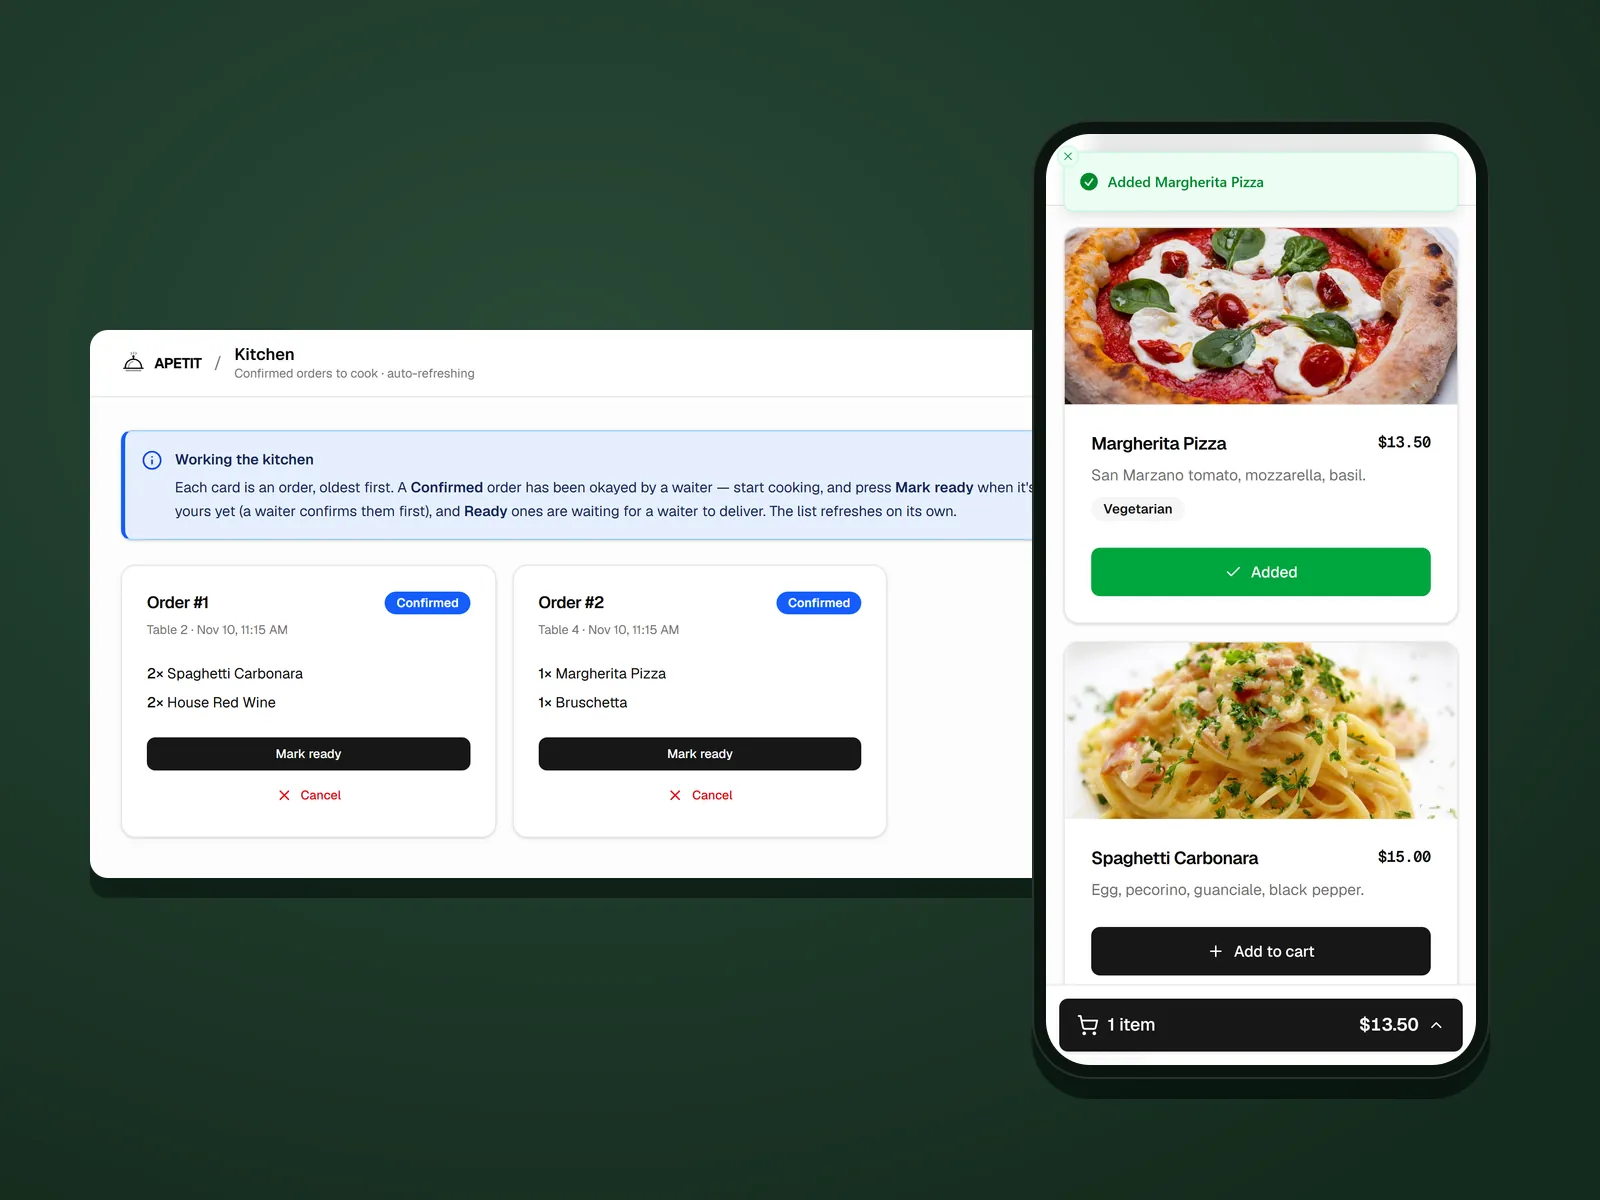 APETIT / Kitchen
Confirmed orders to cook · auto-refreshing
Working the kitchen
Each card is an order, oldest first. A Confirmed order has been okayed by a waiter — start cooking, and press Mark ready when it's
yours yet (a waiter confirms them first), and Ready ones are waiting for a waiter to deliver. The list refreshes on its own.
Order #1
Confirmed
Table 2 · Nov 10, 11:15 AM
2× Spaghetti Carbonara
2× House Red Wine
Mark ready
Cancel
Order #2
Confirmed
Table 4 · Nov 10, 11:15 AM
1× Margherita Pizza
1× Bruschetta
Mark ready
Cancel
Added Margherita Pizza
Margherita Pizza
$13.50
San Marzano tomato, mozzarella, basil.
Vegetarian
Added
Spaghetti Carbonara
$15.00
Egg, pecorino, guanciale, black pepper.
Add to cart
1 item
$13.50